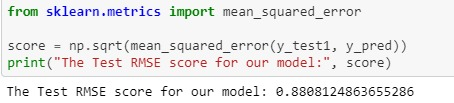 from sklearn.metrics import mean_squared_error
score = np.sqrt(mean_squared_error(y_test1, y_pred))
print("The Test RMSE score for our model:", score)
The Test RMSE score for our model: 0.8808124863655286